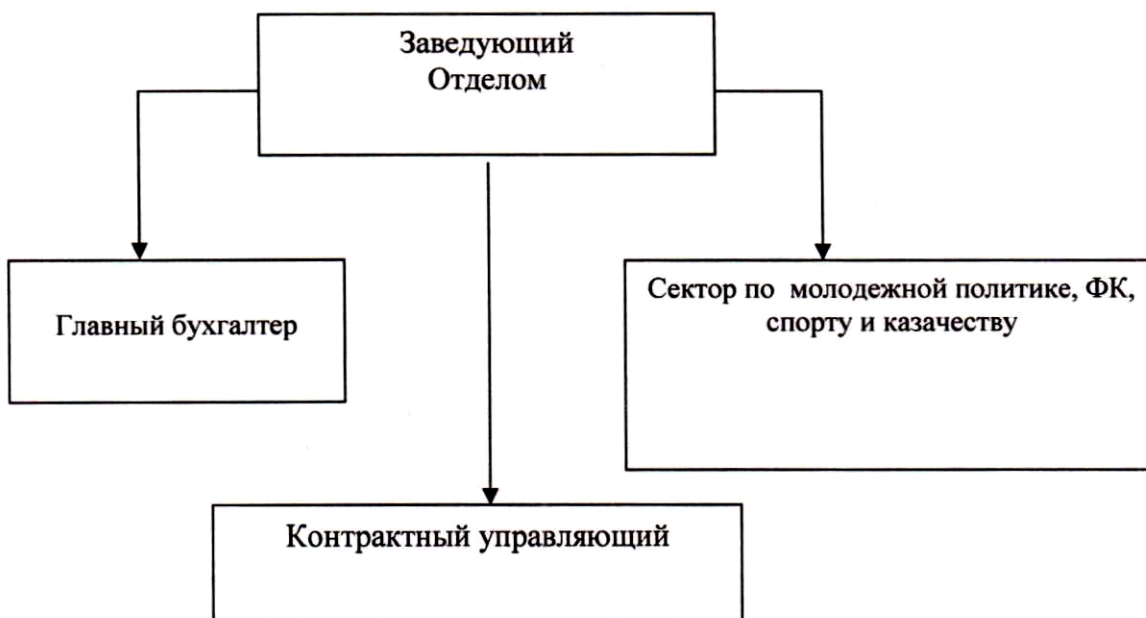 Заведующий
Отделом
Главный бухгалтер
Сектор по молодежной политике, ФК,
спорту и казачеству
Контрактный управляющий